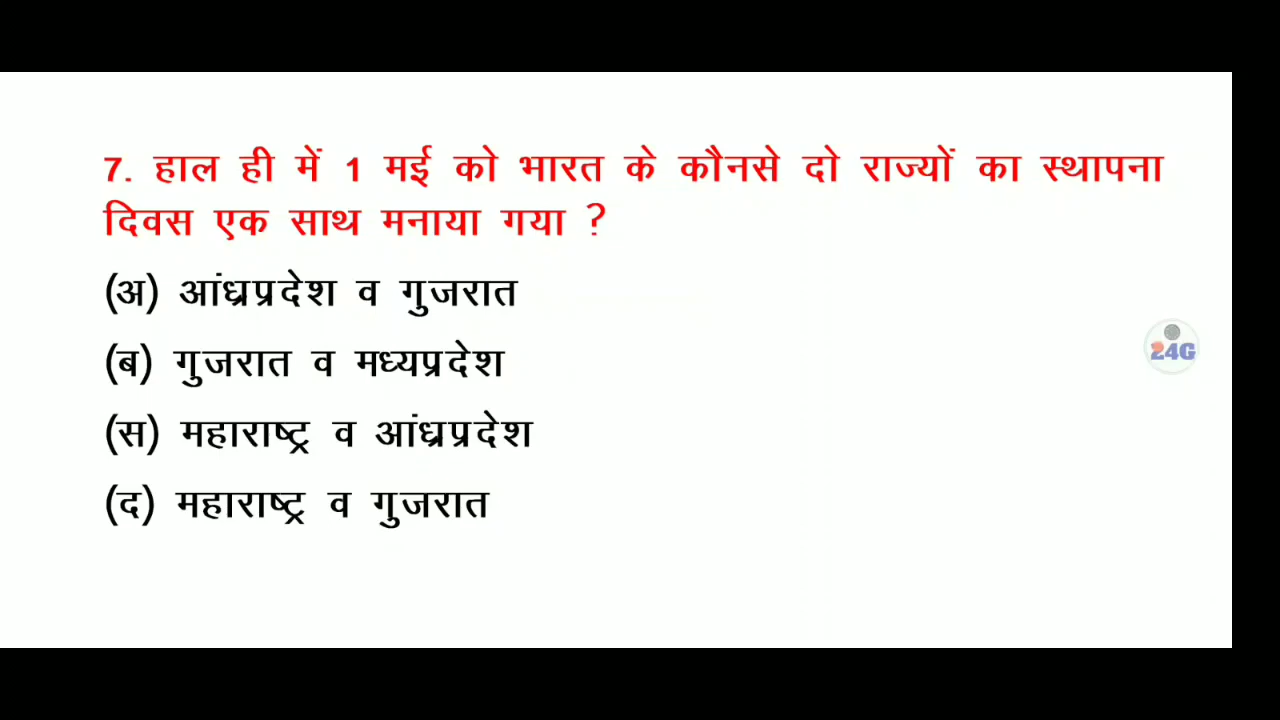 7. हाल ही में 1 मई को भारत के कौनसे दो राज्यों का स्थापना
दिवस एक साथ मनाया गया ?
(अ) आंध्रप्रदेश व गुजरात
(ब) गुजरात व मध्यप्रदेश
24G
(स) महाराष्ट्र व आंध्रप्रदेश
(द) महाराष्ट्र व गुजरात